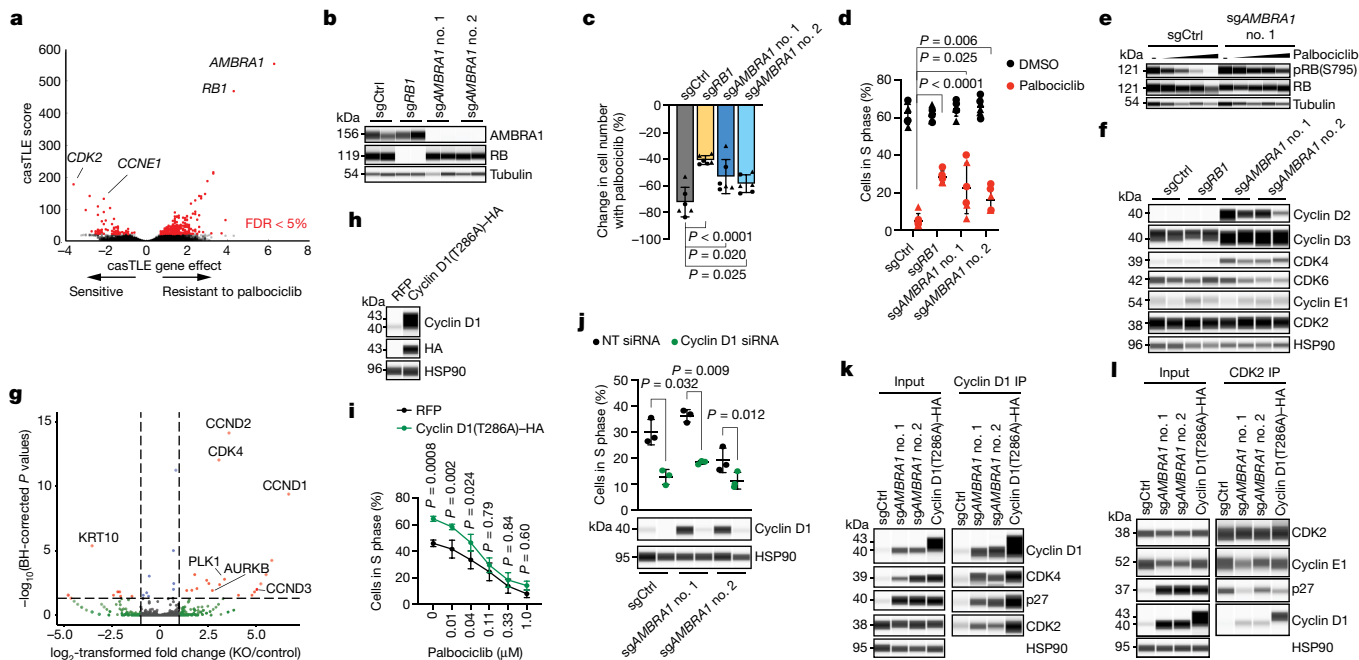 a
casTLE score
600
500
400
300
200
150
100
50
0
AMBRA1
RB1
CDK2
CCNE1
FDR < 5%
–4
–2
0
2
4
6
8
casTLE gene effect
Sensitive
Resistant to palbociclib
b
sgCtrl
sgRB1
sgAMBRA1 no. 1
sgAMBRA1 no. 2
kDa
156
AMBRA1
119
RB
54
Tubulin
c
sgCtrl
sgRB1
sgAMBRA1 no. 1
sgAMBRA1 no. 2
Change in cell number
with palbociclib (%)
0
–20
–40
–60
–80
–100
P < 0.0001
P = 0.020
P = 0.025
d
P = 0.006
P = 0.025
P < 0.0001
DMSO
Palbociclib
Cells in S phase (%)
80
60
40
20
0
sgCtrl
sgRB1
sgAMBRA1 no. 1
sgAMBRA1 no. 2
e
sgAMBRA1
no. 1
sgCtrl
kDa
Palbociclib
121
pRB(S795)
121
RB
54
Tubulin
f
sgCtrl
sgRB1
sgAMBRA1 no. 1
sgAMBRA1 no. 2
kDa
40
Cyclin D2
40
Cyclin D3
39
CDK4
42
CDK6
54
Cyclin E1
38
CDK2
96
HSP90
g
–log10(BH-corrected P values)
15
10
5
0
CCND2
CDK4
CCND1
KRT10
PLK1
AURKB
CCND3
–5.0
–2.5
0
2.5
5.0
log2-transformed fold change (KO/control)
h
RFP
Cyclin D1(T286A)–HA
kDa
43
40
Cyclin D1
43
HA
96
HSP90
i
RFP
Cyclin D1(T286A)–HA
Cells in S phase (%)
80
60
40
20
0
P = 0.0008
P = 0.002
P = 0.024
P = 0.79
P = 0.84
P = 0.60
0
0.01
0.04
0.11
0.33
1.0
Palbociclib (μM)
j
NT siRNA
Cyclin D1 siRNA
P = 0.009
P = 0.032
P = 0.012
Cells in S phase (%)
40
30
20
10
0
kDa
40
Cyclin D1
95
HSP90
sgCtrl
sgAMBRA1 no. 1
sgAMBRA1 no. 2
k
Input
Cyclin D1 IP
sgCtrl
sgAMBRA1 no. 1
sgAMBRA1 no. 2
Cyclin D1(T286A)–HA
sgCtrl
sgAMBRA1 no. 1
sgAMBRA1 no. 2
Cyclin D1(T286A)–HA
kDa
43
40
Cyclin D1
39
CDK4
40
p27
38
CDK2
95
HSP90
l
Input
CDK2 IP
sgCtrl
sgAMBRA1 no. 1
sgAMBRA1 no. 2
Cyclin D1(T286A)–HA
sgCtrl
sgAMBRA1 no. 1
sgAMBRA1 no. 2
Cyclin D1(T286A)–HA
kDa
38
CDK2
52
Cyclin E1
37
p27
43
40
Cyclin D1
95
HSP90